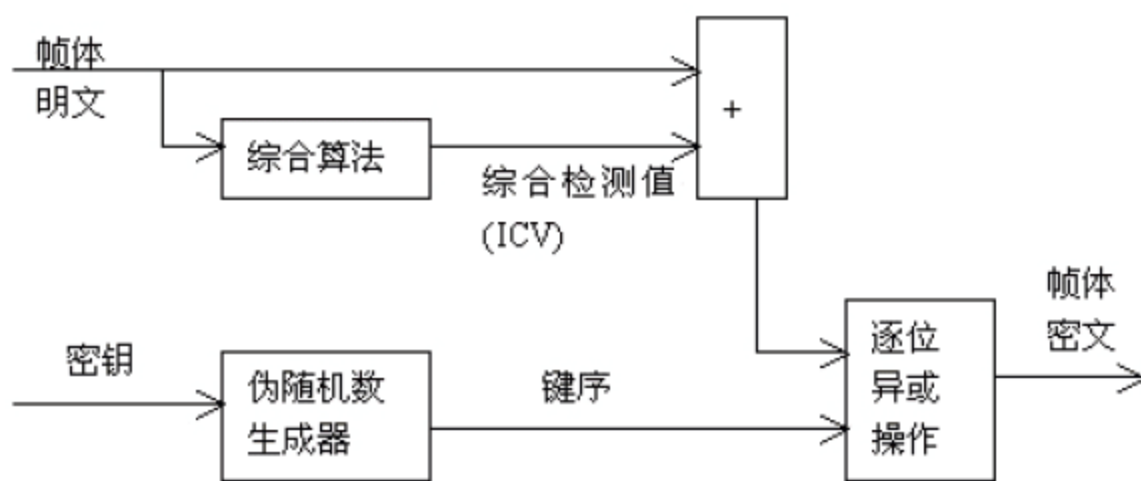 帧体
明文
综合算法
综合检测值
(ICV)
+
密钥
伪随机数
生成器
键序
逐位
异或
操作
帧体
密文